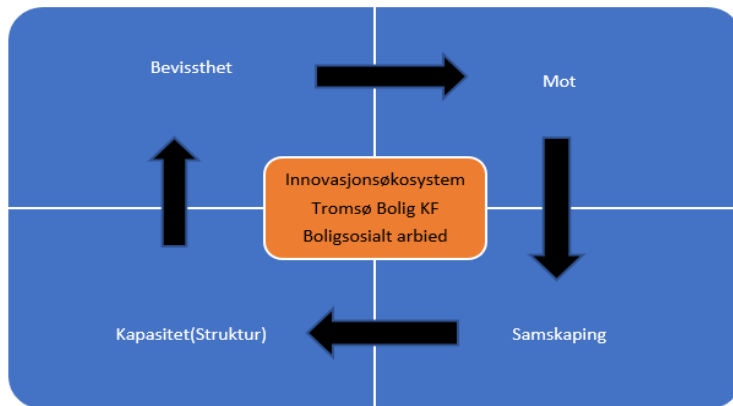 Bevissthet
Mot
Innovasjonsøkosystem
Tromsø Bolig KF
Boligsosialt arbied
Kapasitet(Struktur)
Samskaping